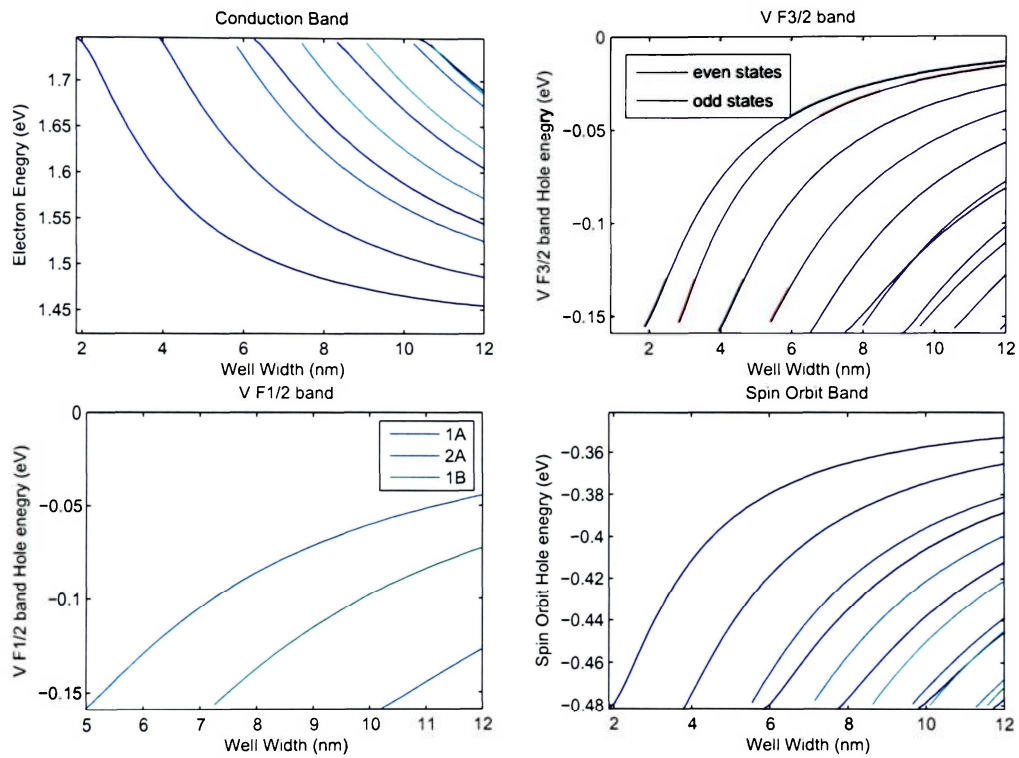 Conduction Band
Electron Enegry (eV)
1.7
1.65
1.6
1.55
1.5
1.45
2
4
6
8
10
12
Well Width (nm)
V F3/2 band
V F3/2 band Hole enegry (eV)
0
−0.05
−0.1
−0.15
even states
odd states
2
4
6
8
10
12
Well Width (nm)
V F1/2 band
V F1/2 band Hole enegry (eV)
0
−0.05
−0.1
−0.15
1A
2A
1B
5
6
7
8
9
10
11
12
Well Width (nm)
Spin Orbit Band
Spin Orbit Hole enegry (eV)
−0.36
−0.38
−0.4
−0.42
−0.44
−0.46
−0.48
2
4
6
8
10
12
Well Width (nm)